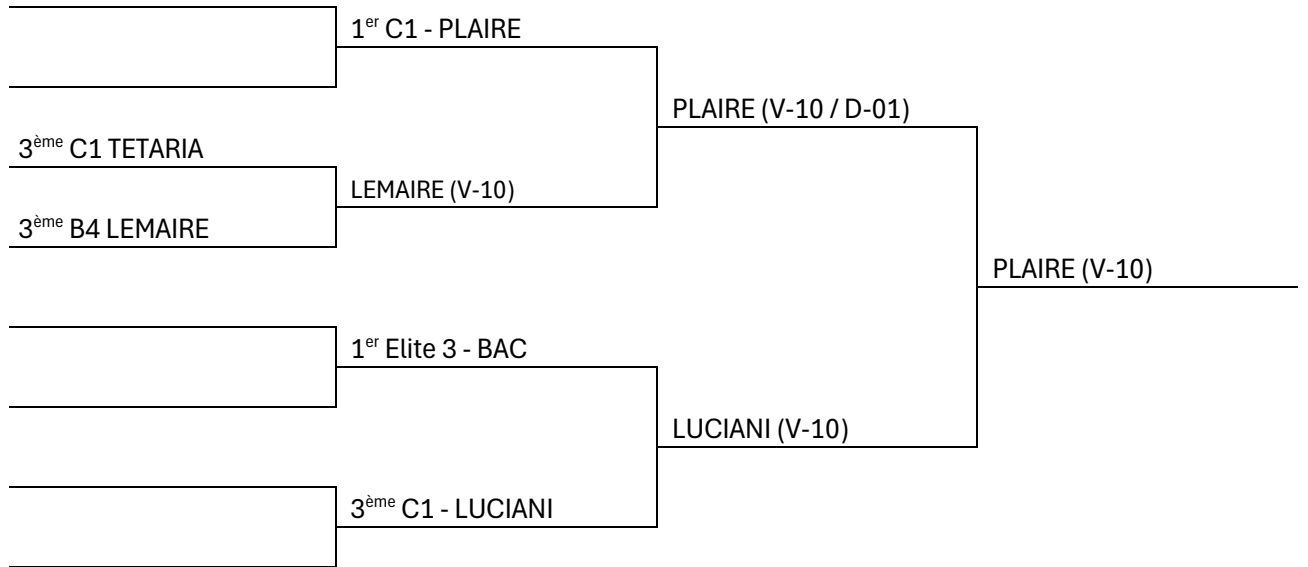 1er C1 - PLAIRE
PLAIRE (V-10 / D-01)
3ème C1 TETARIA
LEMAIRE (V-10)
3ème B4 LEMAIRE
PLAIRE (V-10)
1er Elite 3 - BAC
LUCIANI (V-10)
3ème C1 - LUCIANI